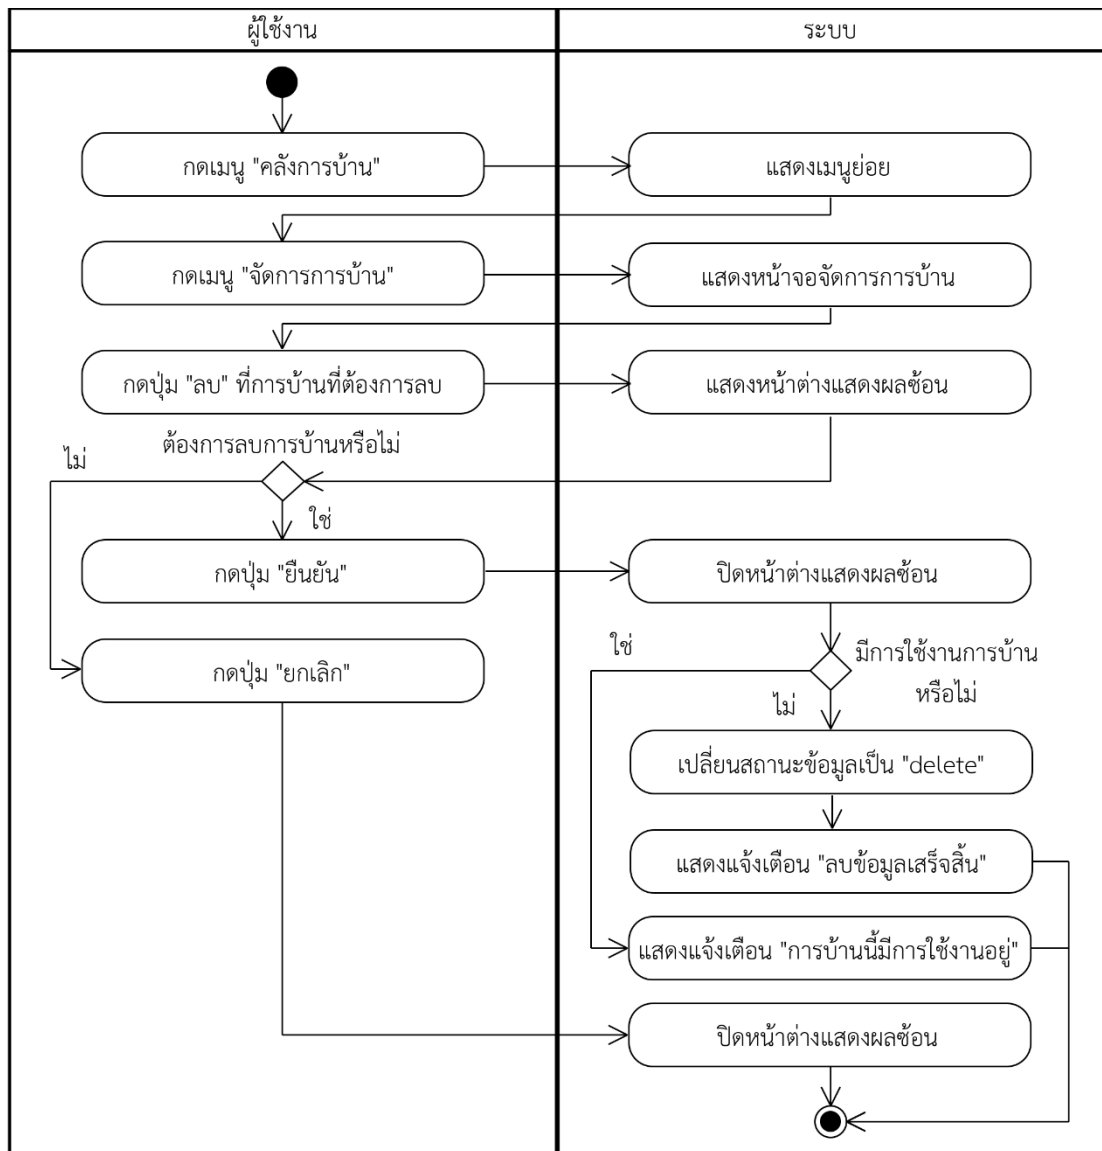 ผู้ใช้งาน
ระบบ
กดเมนู "คลังการบ้าน"
แสดงเมนูย่อย
กดเมนู "จัดการการบ้าน"
แสดงหน้าจอจัดการการบ้าน
กดปุ่ม "ลบ" ที่การบ้านที่ต้องการลบ
แสดงหน้าต่างแสดงผลซ้อน
ต้องการลบการบ้านหรือไม่
ไม่
ใช่
กดปุ่ม "ยืนยัน"
ปิดหน้าต่างแสดงผลซ้อน
ใช่
มีการใช้งานการบ้าน
หรือไม่
กดปุ่ม "ยกเลิก"
ไม่
เปลี่ยนสถานะข้อมูลเป็น "delete"
แสดงแจ้งเตือน "ลบข้อมูลเสร็จสิ้น"
แสดงแจ้งเตือน "การบ้านนี้มีการใช้งานอยู่"
ปิดหน้าต่างแสดงผลซ้อน